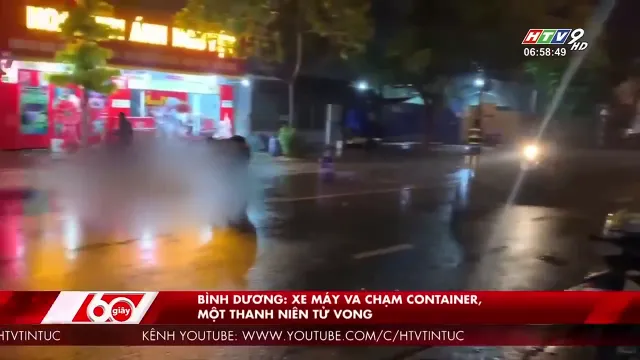 HTV9 HD
06:58:49
60 giây
BÌNH DƯƠNG: XE MÁY VA CHẠM CONTAINER,
MỘT THANH NIÊN TỬ VONG
HTVTINTUC
KÊNH YOUTUBE: WWW.YOUTUBE.COM/C/HTVTINTUC